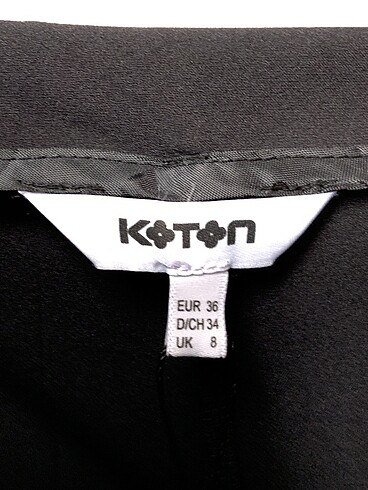 KOTON
EUR 36
D/CH 34
UK 8